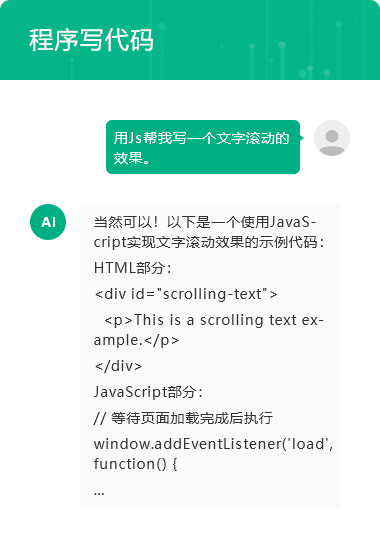 程序写代码
用Js帮我写一个文字滚动的
效果。
AI
当然可以！以下是一个使用JavaS-
cript实现文字滚动效果的示例代码：
HTML部分：
<div id="scrolling-text">
<p>This is a scrolling text ex-
ample.</p>
</div>
JavaScript部分：
// 等待页面加载完成后执行
window.addEventListener('load',
function() {
...